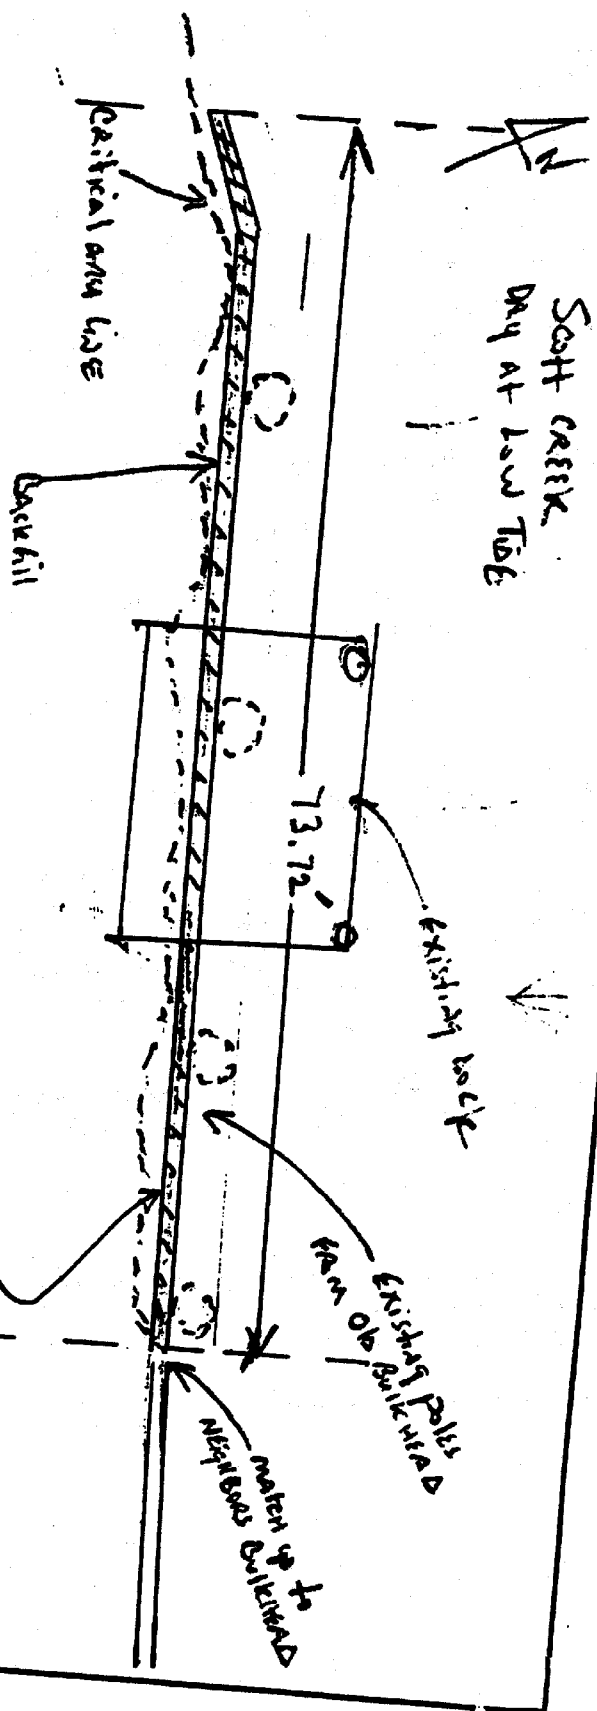 N
Scott CREEK
DRY At Low TIDE
CRitical area LiNE
BACKfill
73.72'
Existing Dock
Existing poles
FROM Old BulkHEAD
MATCH up to
NEigHBORS BulkHEAD